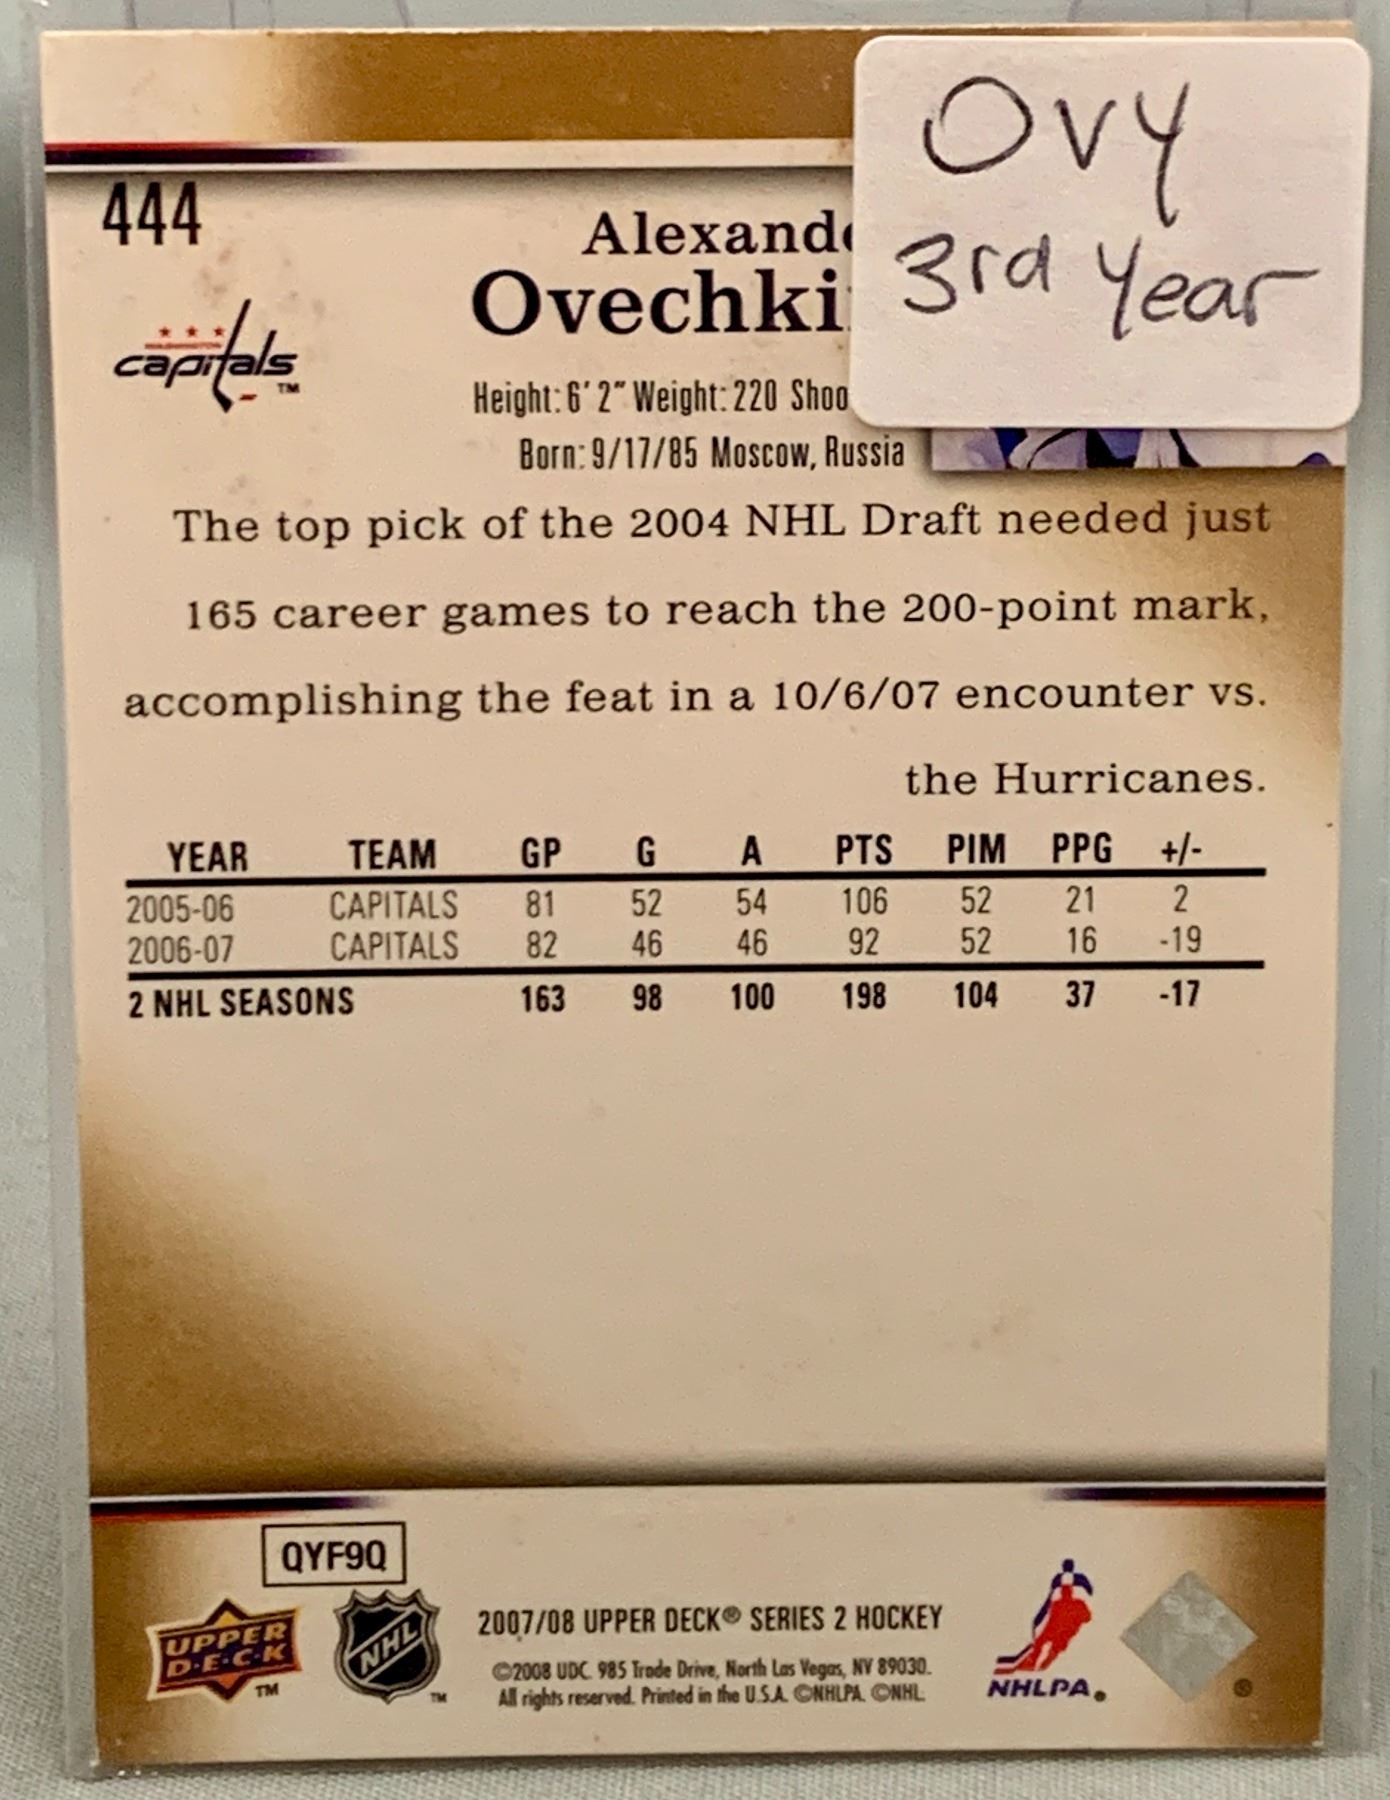 Ovy
3rd Year
444
Alexande
Ovechki
capitals™
Height: 6' 2" Weight: 220 Shoo
Born: 9/17/85 Moscow, Russia
The top pick of the 2004 NHL Draft needed just
165 career games to reach the 200-point mark,
accomplishing the feat in a 10/6/07 encounter vs.
the Hurricanes.
YEAR TEAM GP G A PTS PIM PPG +/-
2005-06 CAPITALS 81 52 54 106 52 21 2
2006-07 CAPITALS 82 46 46 92 52 16 -19
2 NHL SEASONS 163 98 100 198 104 37 -17
QYF9Q
UPPER
D·E·C·K™
NHL™
2007/08 UPPER DECK® SERIES 2 HOCKEY
©2008 UDC. 985 Trade Drive, North Las Vegas, NV 89030.
All rights reserved. Printed in the U.S.A. ©NHLPA. ©NHL.
NHLPA®